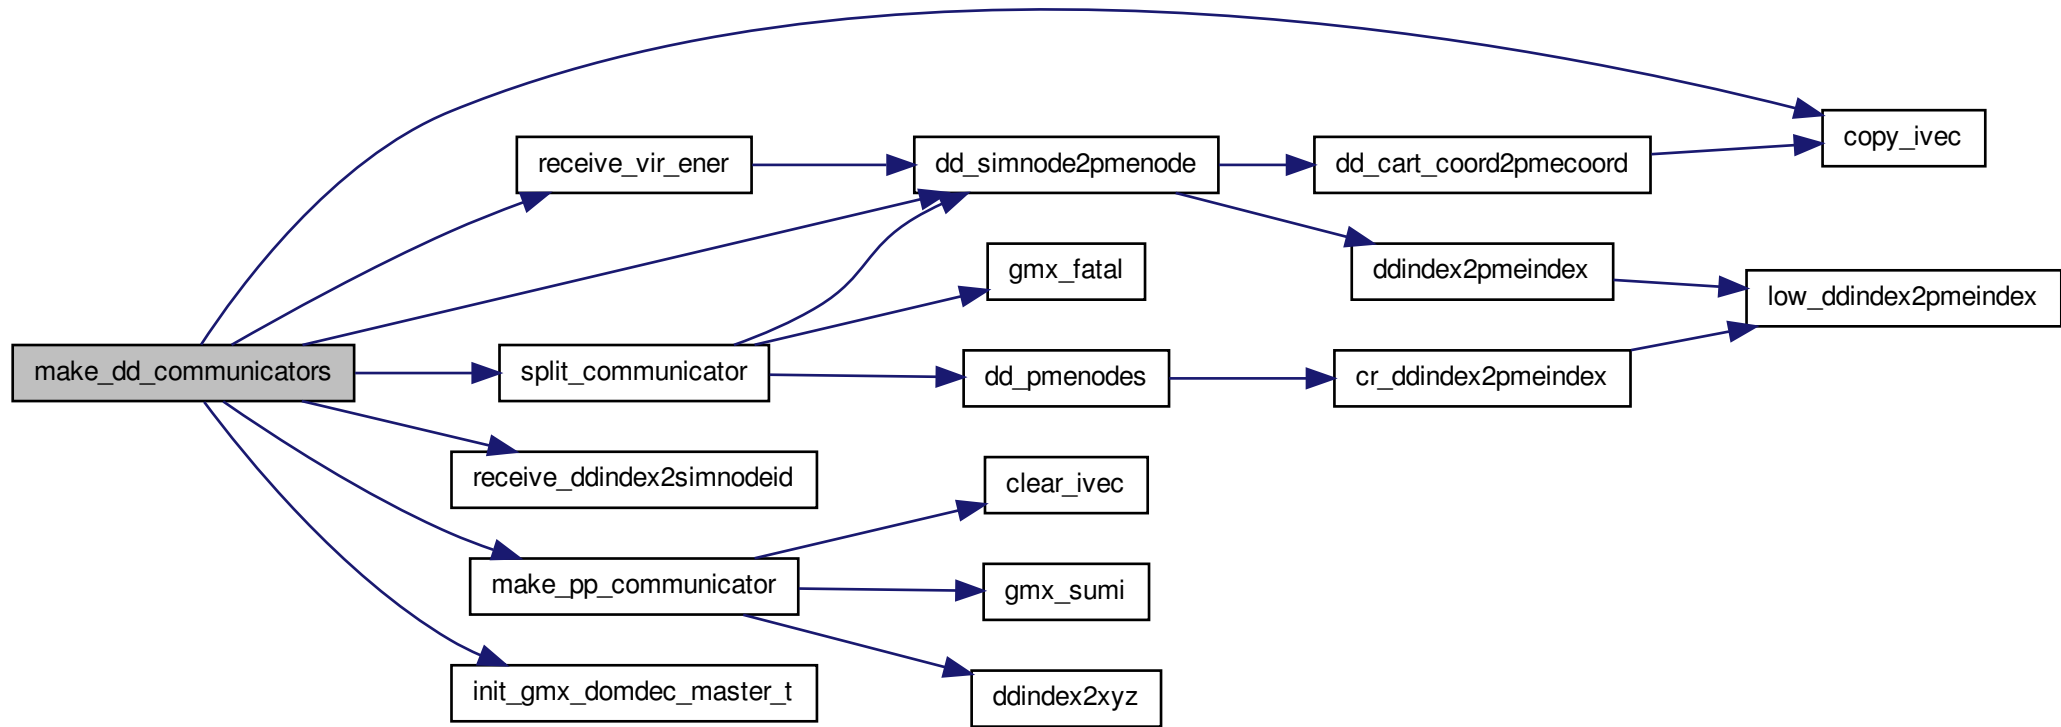 make_dd_communicators
receive_vir_ener
dd_simnode2pmenode
dd_cart_coord2pmecoord
copy_ivec
gmx_fatal
ddindex2pmeindex
low_ddindex2pmeindex
split_communicator
dd_pmenodes
cr_ddindex2pmeindex
receive_ddindex2simnodeid
clear_ivec
make_pp_communicator
gmx_sumi
init_gmx_domdec_master_t
ddindex2xyz